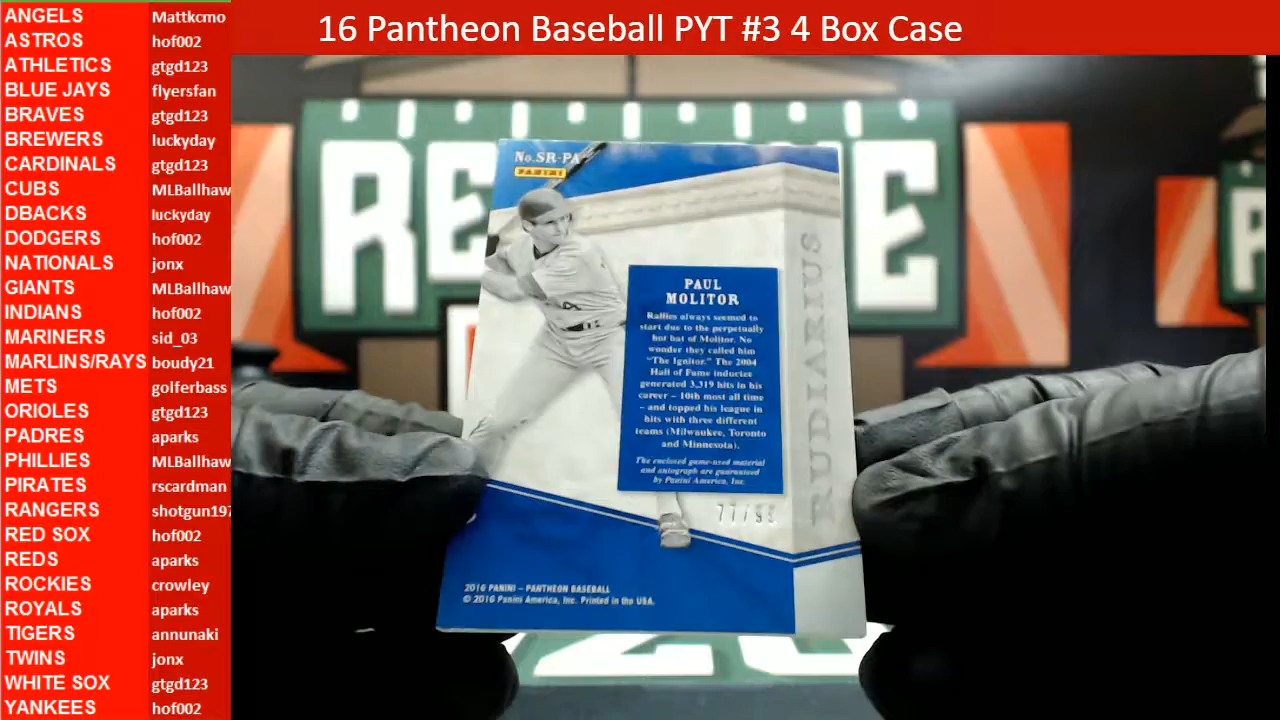 16 Pantheon Baseball PYT #3 4 Box Case
ANGELS Mattkcmo
ASTROS hof002
ATHLETICS gtgd123
BLUE JAYS flyersfan
BRAVES gtgd123
BREWERS luckyday
CARDINALS gtgd123
CUBS MLBallhaw
DBACKS luckyday
DODGERS hof002
NATIONALS jonx
GIANTS MLBallhaw
INDIANS hof002
MARINERS sid_03
MARLINS/RAYS boudy21
METS golferbass
ORIOLES gtgd123
PADRES aparks
PHILLIES MLBallhaw
PIRATES rscardman
RANGERS shotgun197
RED SOX hof002
REDS aparks
ROCKIES crowley
ROYALS aparks
TIGERS annunaki
TWINS jonx
WHITE SOX gtgd123
YANKEES hof002
No. SR-PA
PANINI
PAUL
MOLITOR
Rallies always seemed to
start due to the perpetually
hot bat of Molitor. No
wonder they called him
"The Ignitor." The 2004
Hall of Fame inductee
generated 3,319 hits in his
career – 10th most all time
– and topped his league in
hits with three different
teams (Milwaukee, Toronto
and Minnesota).
The enclosed game-used material
and autograph are guaranteed
by Panini America, Inc.
77/99
RUDIARIUS
2016 PANINI – PANTHEON BASEBALL
© 2016 Panini America, Inc. Printed in the USA.